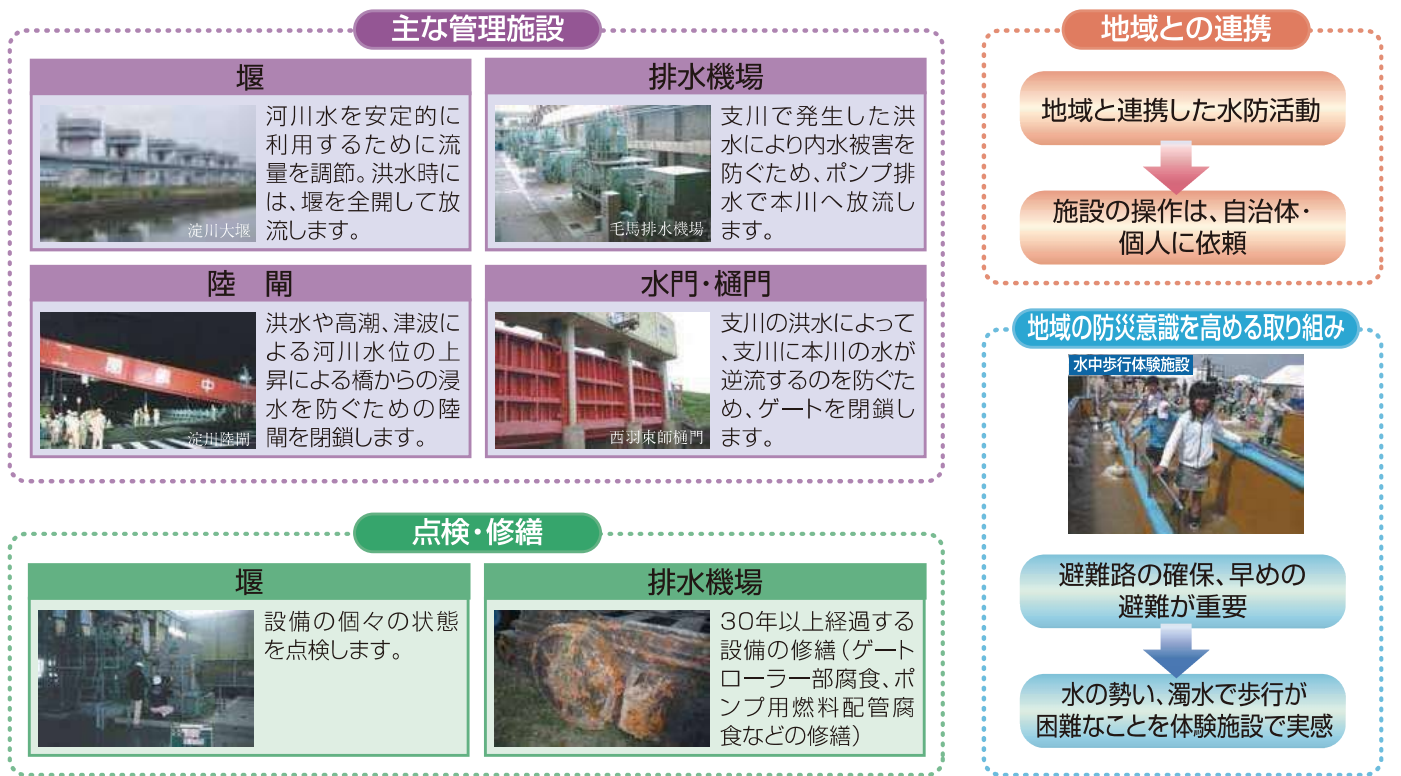 主な管理施設
堰
河川水を安定的に
利用するために流
量を調節。洪水時に
は、堰を全開して放
流します。
淀川大堰
排水機場
支川で発生した洪
水により内水被害を
防ぐため、ポンプ排
水で本川へ放流し
ます。
毛馬排水機場
陸　閘
洪水や高潮、津波に
よる河川水位の上
昇による橋からの浸
水を防ぐための陸
閘を閉鎖します。
淀川陸閘
水門・樋門
支川の洪水によって
、支川に本川の水が
逆流するのを防ぐた
め、ゲートを閉鎖し
ます。
西羽束師樋門
点検・修繕
堰
設備の個々の状態
を点検します。
排水機場
30年以上経過する
設備の修繕（ゲート
ローラー部腐食、ポ
ンプ用燃料配管腐
食などの修繕）
地域との連携
地域と連携した水防活動
施設の操作は、自治体・
個人に依頼
地域の防災意識を高める取り組み
水中歩行体験施設
避難路の確保、早めの
避難が重要
水の勢い、濁水で歩行が
困難なことを体験施設で実感